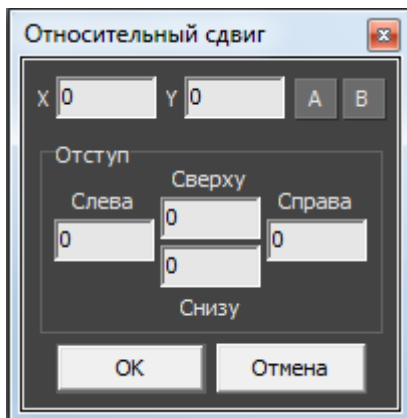 Относительный сдвиг
X 0 Y 0 A B
Отступ
Сверху
Слева 0 Справа
0 0 0
Снизу
OK Отмена